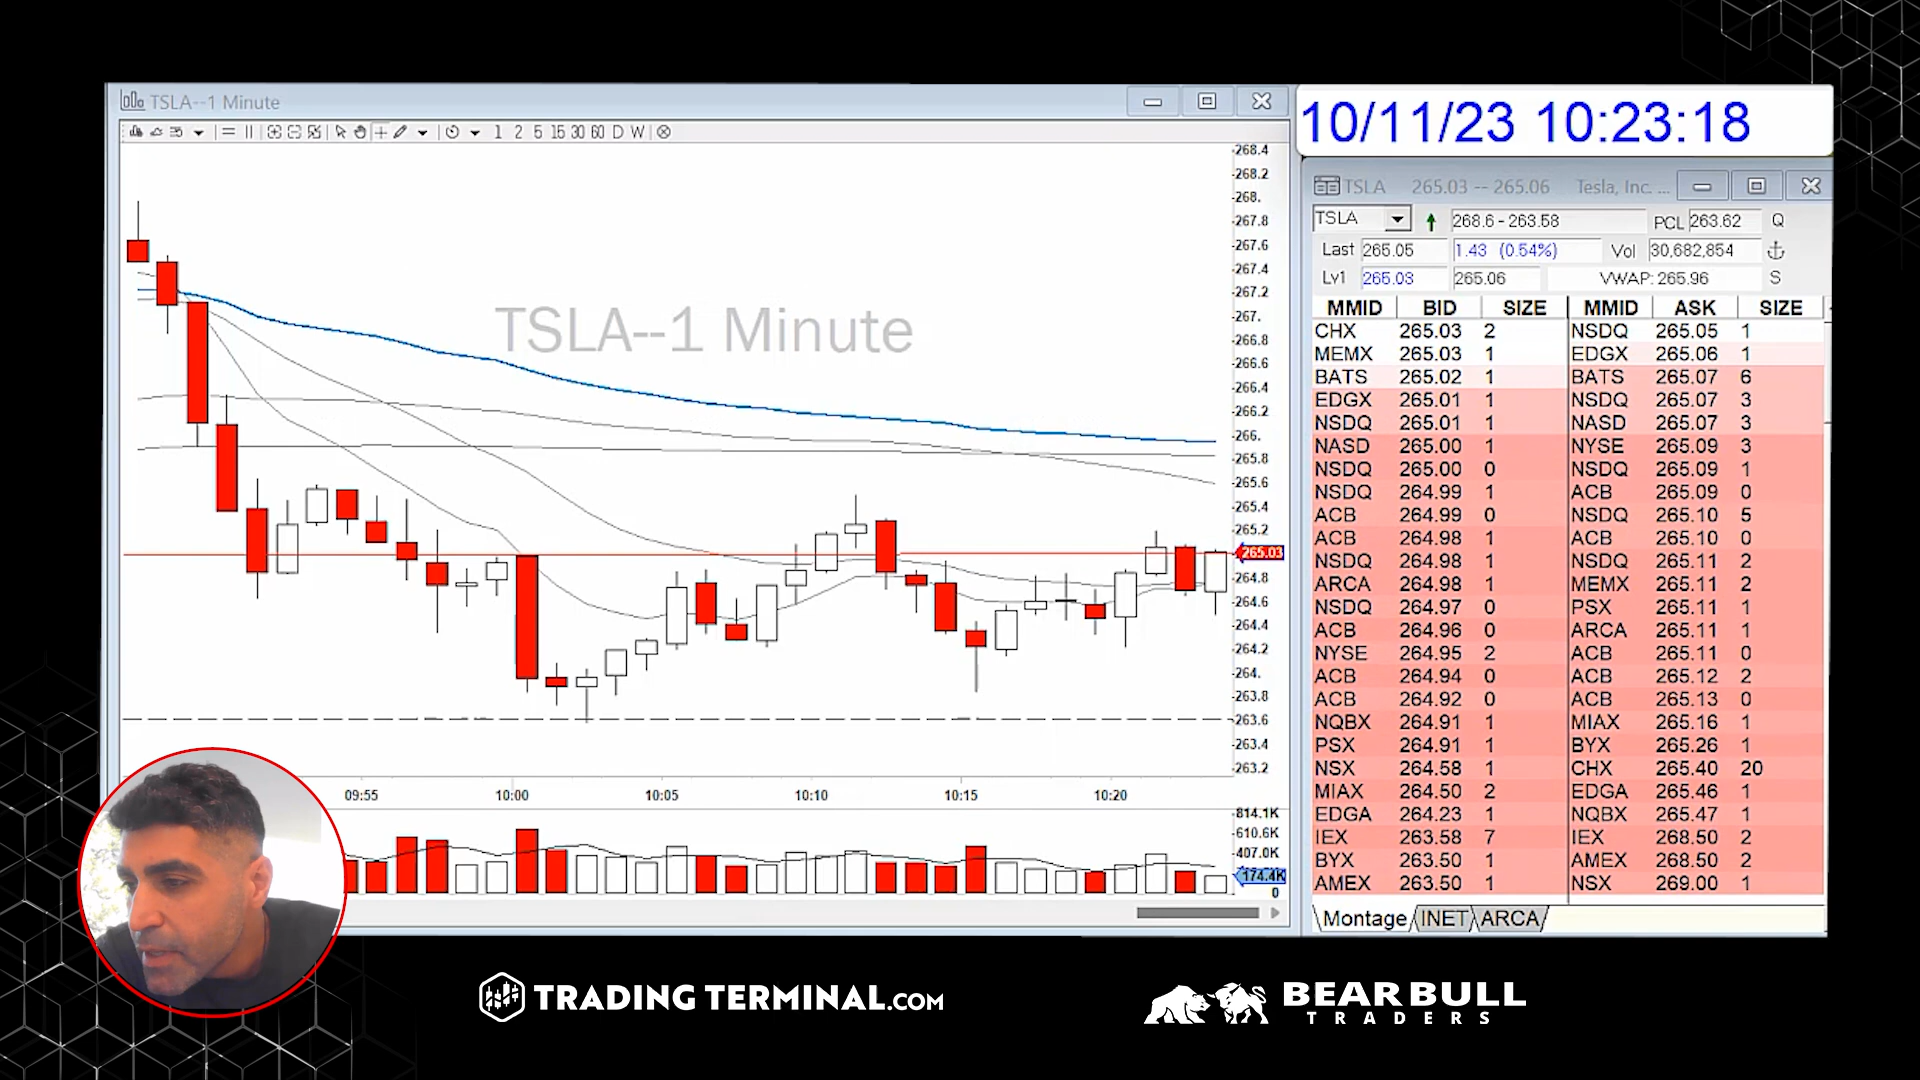 TSLA--1 Minute
1 2 5 15 30 60 D W
TSLA--1 Minute
268.4
268.2
268.
267.8
267.6
267.4
267.2
267.
266.8
266.6
266.4
266.2
266.
265.8
265.6
265.4
265.2
265.03
264.8
264.6
264.4
264.2
264.
263.8
263.6
263.4
263.2
09:55 10:00 10:05 10:10 10:15 10:20
814.1K
610.6K
407.0K
174.4K
0
10/11/23 10:23:18
TSLA 265.03 -- 265.06 Tesla, Inc. ...
TSLA 268.6 - 263.58 PCL 263.62 Q
Last 265.05 1.43 (0.54%) Vol 30,682,854
Lv1 265.03 265.06 VWAP: 265.96 S
MMID BID SIZE MMID ASK SIZE
CHX 265.03 2 NSDQ 265.05 1
MEMX 265.03 1 EDGX 265.06 1
BATS 265.02 1 BATS 265.07 6
EDGX 265.01 1 NSDQ 265.07 3
NSDQ 265.01 1 NASD 265.07 3
NASD 265.00 1 NYSE 265.09 3
NSDQ 265.00 0 NSDQ 265.09 1
NSDQ 264.99 1 ACB 265.09 0
ACB 264.99 0 NSDQ 265.10 5
ACB 264.98 1 ACB 265.10 0
NSDQ 264.98 1 NSDQ 265.11 2
ARCA 264.98 1 MEMX 265.11 2
NSDQ 264.97 0 PSX 265.11 1
ACB 264.96 0 ARCA 265.11 1
NYSE 264.95 2 ACB 265.11 0
ACB 264.94 0 ACB 265.12 2
ACB 264.92 0 ACB 265.13 0
NQBX 264.91 1 MIAX 265.16 1
PSX 264.91 1 BYX 265.26 1
NSX 264.58 1 CHX 265.40 20
MIAX 264.50 2 EDGA 265.46 1
EDGA 264.23 1 NQBX 265.47 1
IEX 263.58 7 IEX 268.50 2
BYX 263.50 1 AMEX 268.50 2
AMEX 263.50 1 NSX 269.00 1
Montage INET ARCA
TRADING TERMINAL.COM
BEAR BULL
TRADERS